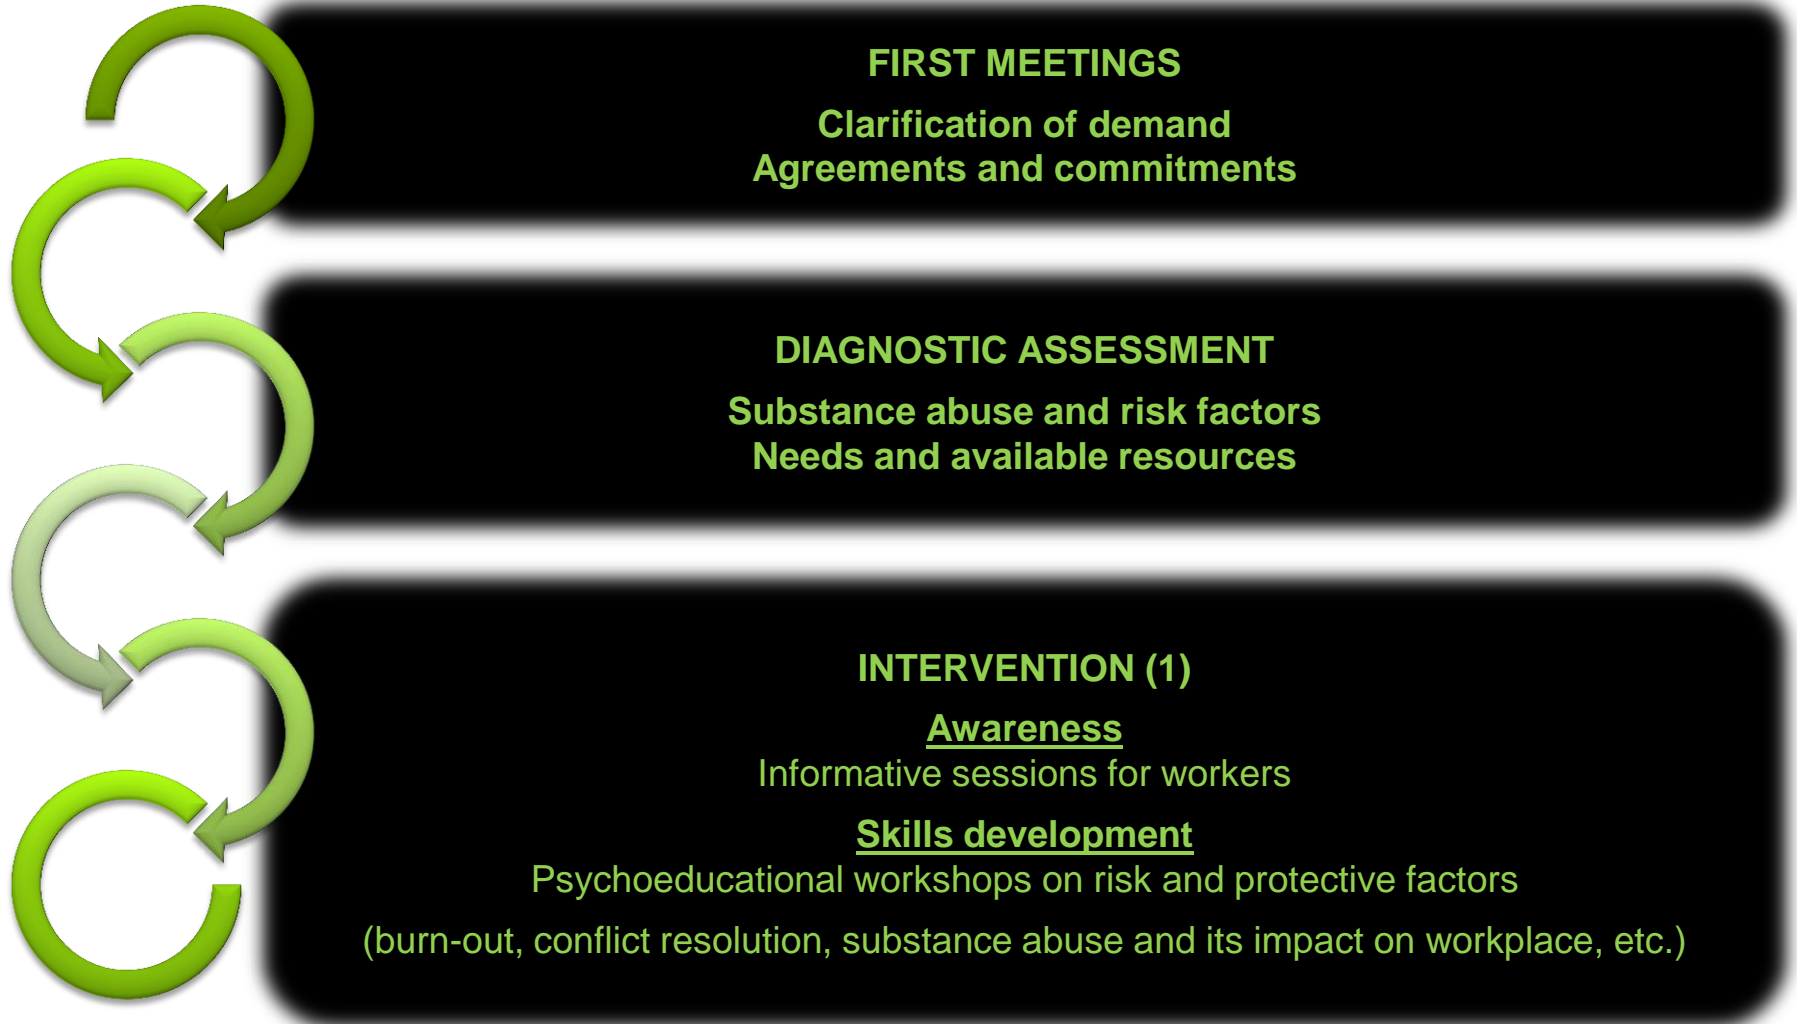 FIRST MEETINGS
Clarification of demand
Agreements and commitments
DIAGNOSTIC ASSESSMENT
Substance abuse and risk factors
Needs and available resources
INTERVENTION (1)
Awareness
Informative sessions for workers
Skills development
Psychoeducational workshops on risk and protective factors
(burn-out, conflict resolution, substance abuse and its impact on workplace, etc.)